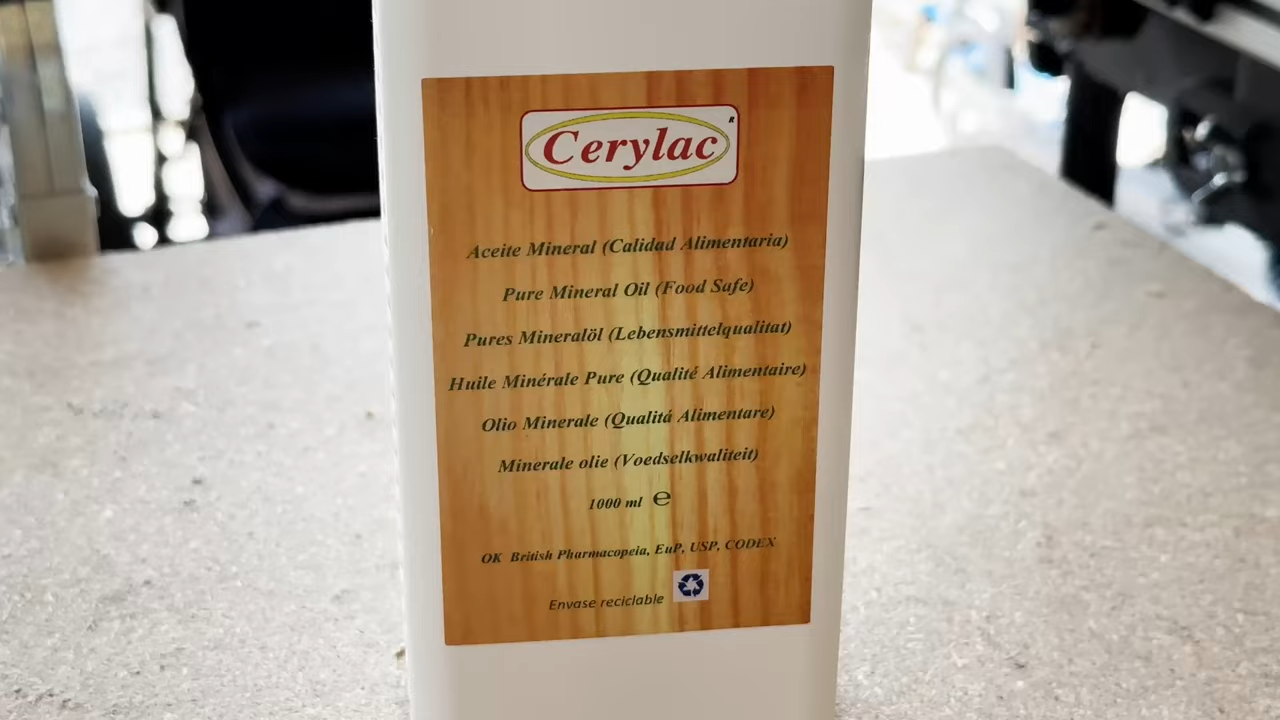 Cerylac R
Aceite Mineral (Calidad Alimentaria)
Pure Mineral Oil (Food Safe)
Pures Mineralöl (Lebensmittelqualitat)
Huile Minérale Pure (Qualité Alimentaire)
Olio Minerale (Qualitá Alimentare)
Minerale olie (Voedselkwaliteit)
1000 ml ℮
OK British Pharmacopeia, EuP, USP, CODEX
Envase reciclable